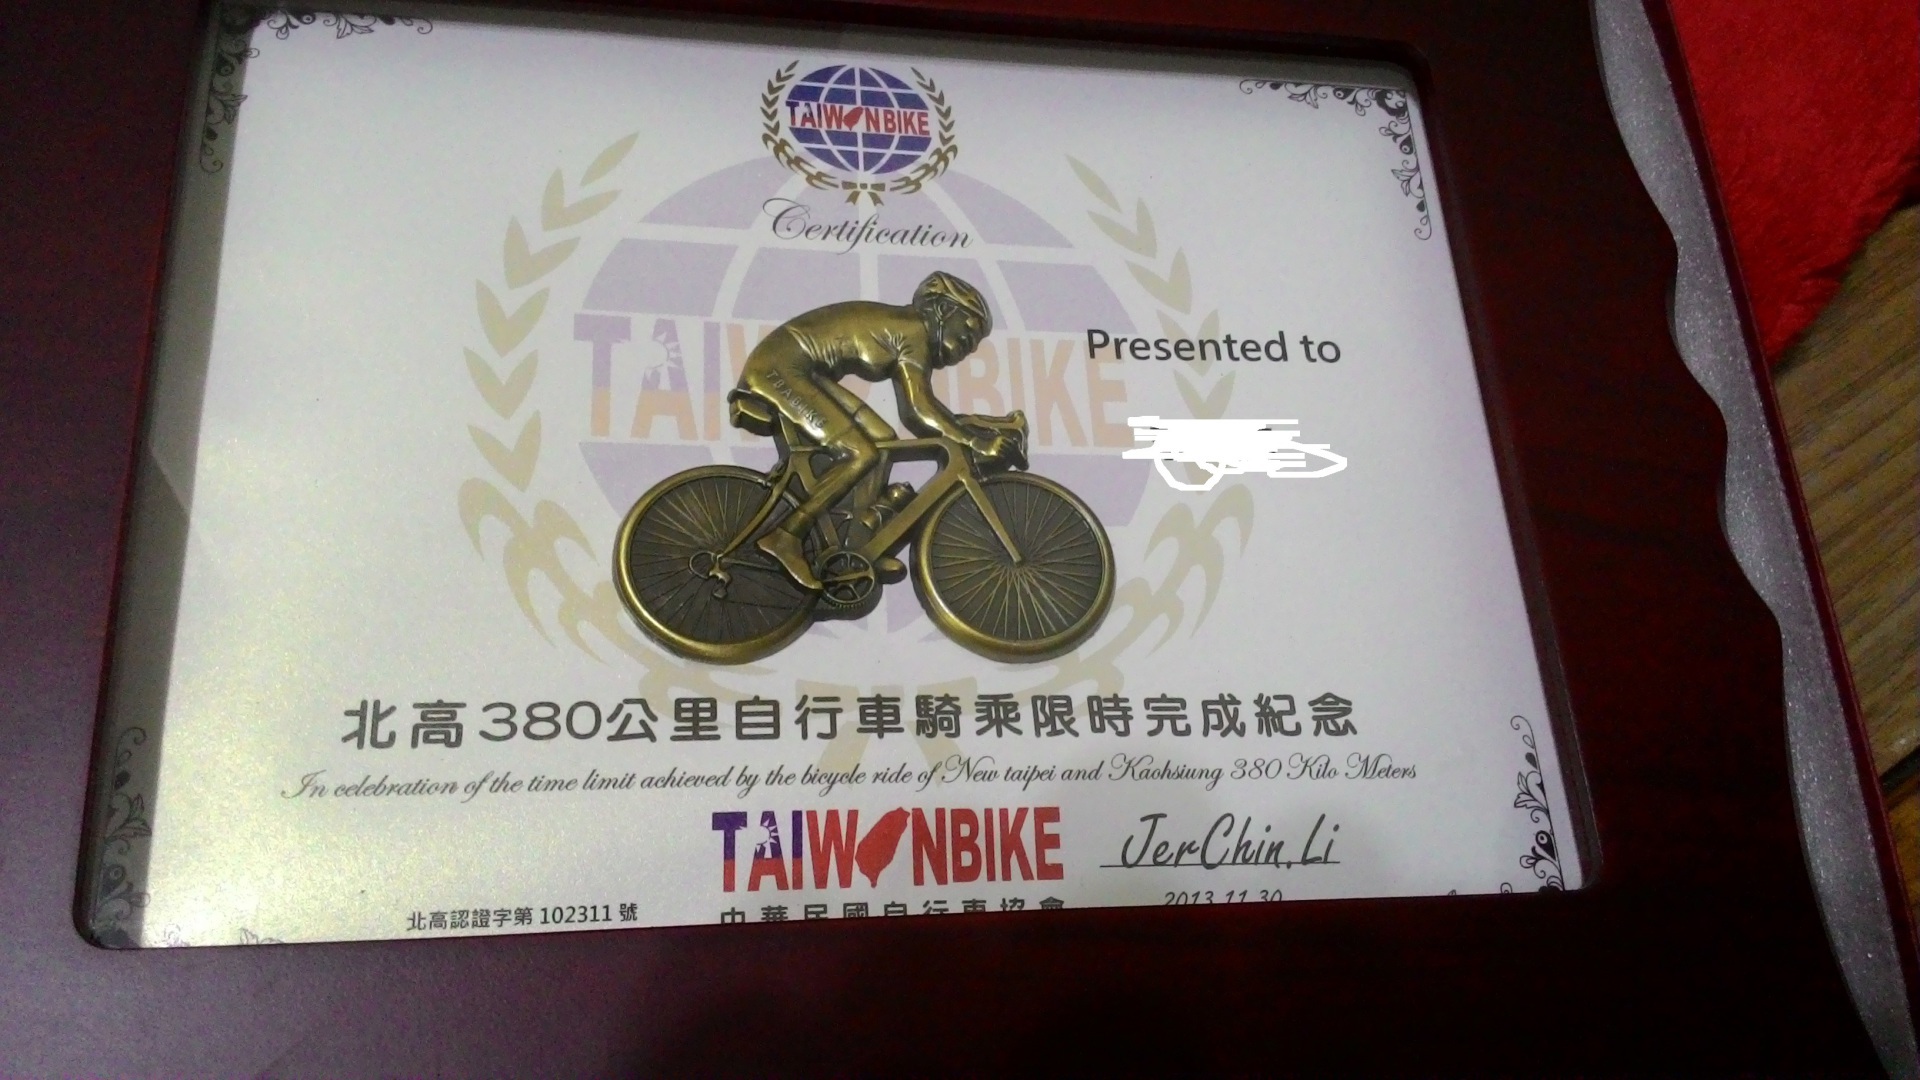 TAIWANBIKE
Certification
TAIWANBIKE
Presented to
TBABIKE
北高380公里自行車騎乘限時完成紀念
In celebration of the time limit achieved by the bicycle ride of New taipei and Kaohsiung 380 Kilo Meters
TAIWANBIKE
JerChin.Li
2013.11.30
北高認證字第 102311 號
中華民國自行車協會